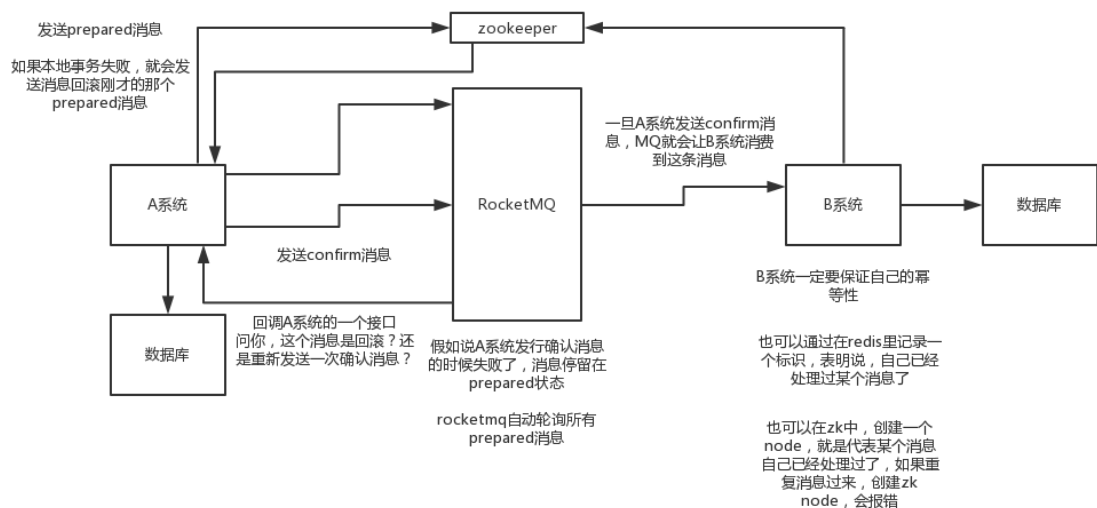 发送prepared消息
如果本地事务失败，就会发
送消息回滚刚才的那个
prepared消息
zookeeper
A系统
RocketMQ
发送confirm消息
一旦A系统发送confirm消
息，MQ就会让B系统消费
到这条消息
B系统
数据库
数据库
回调A系统的一个接口
问你，这个消息是回滚？还
是重新发送一次确认消息？
假如说A系统发行确认消息
的时候失败了，消息停留在
prepared状态
rocketmq自动轮询所有
prepared消息
B系统一定要保证自己的幂
等性
也可以通过在redis里记录一
个标识，表明说，自己已经
处理过某个消息了
也可以在zk中，创建一个
node，就是代表某个消息
自己已经处理过了，如果重
复消息过来，创建zk
node，会报错